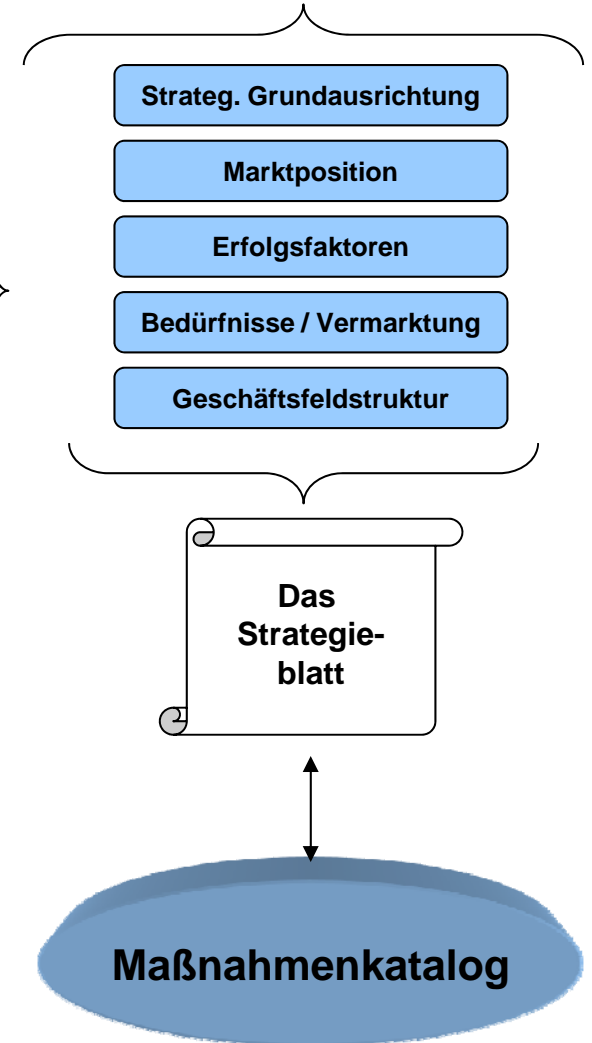 Strateg. Grundausrichtung
Marktposition
Erfolgsfaktoren
Bedürfnisse / Vermarktung
Geschäftsfeldstruktur
Das
Strategie-
blatt
Maßnahmenkatalog